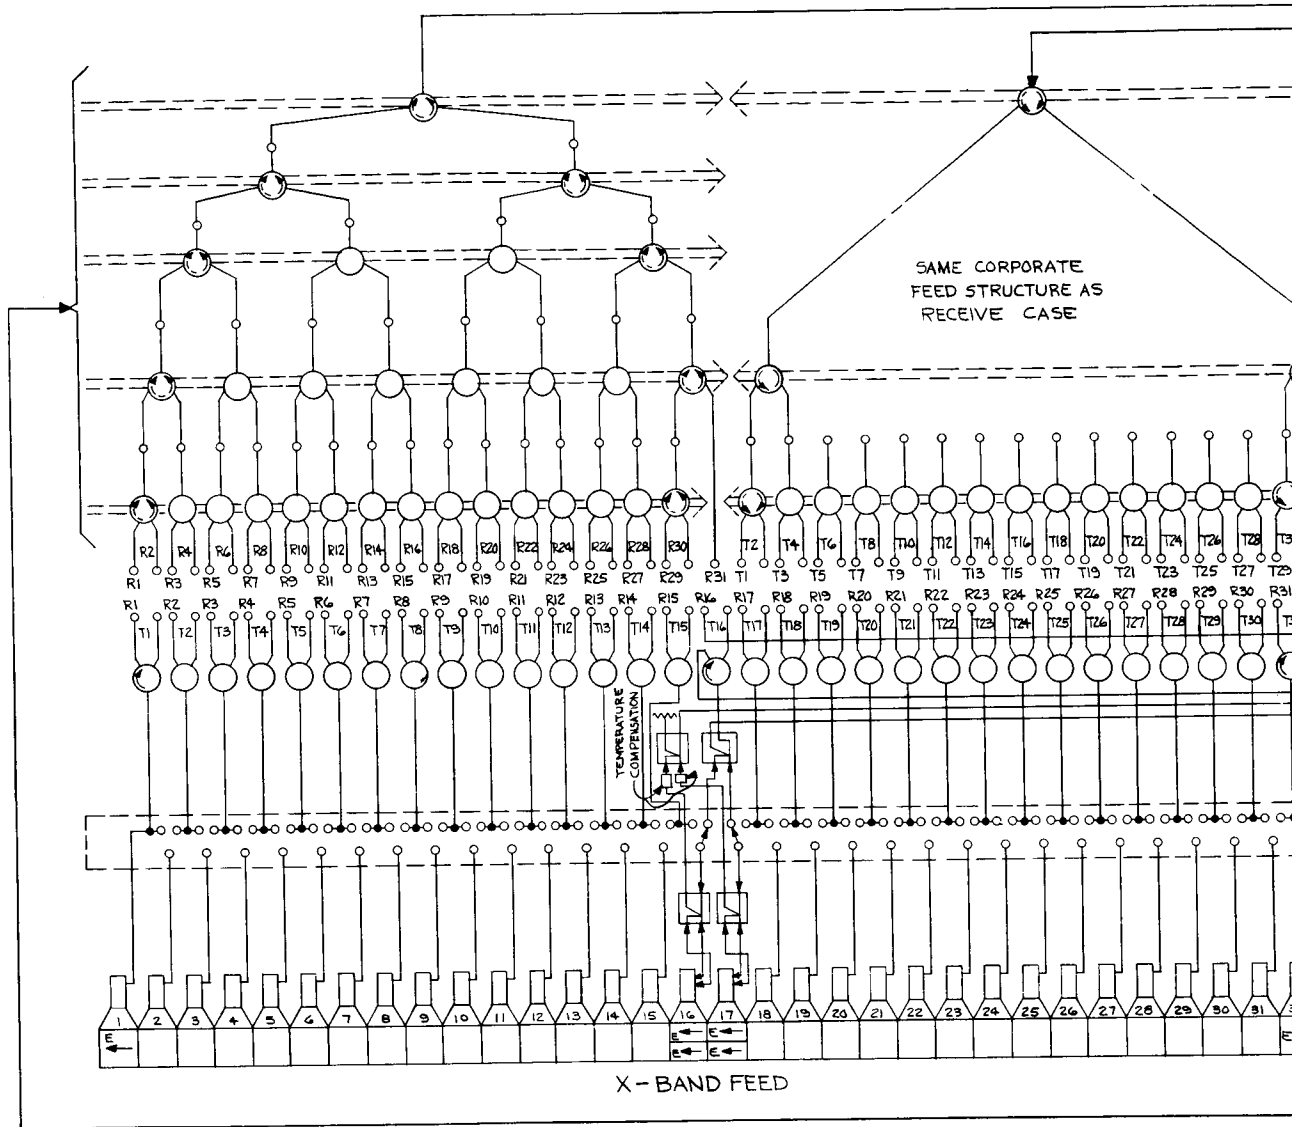 SAME CORPORATE
FEED STRUCTURE AS
RECEIVE CASE
R2 R4 R6 R8 R10 R12 R14 R16 R18 R20 R22 R24 R26 R28 R30 T2 T4 T6 T8 T10 T12 T14 T16 T18 T20 T22 T24 T26 T28
R1 R3 R5 R7 R9 R11 R13 R15 R17 R19 R21 R23 R25 R27 R29 R31 T1 T3 T5 T7 T9 T11 T13 T15 T17 T19 T21 T23 T25 T27 T29
R1 R2 R3 R4 R5 R6 R7 R8 R9 R10 R11 R12 R13 R14 R15 R16 R17 R18 R19 R20 R21 R22 R23 R24 R25 R26 R27 R28 R29 R30 R31
T1 T2 T3 T4 T5 T6 T7 T8 T9 T10 T11 T12 T13 T14 T15 T16 T17 T18 T19 T20 T21 T22 T23 T24 T25 T26 T27 T28 T29 T30
TEMPERATURE
COMPENSATION
1 2 3 4 5 6 7 8 9 10 11 12 13 14 15 16 17 18 19 20 21 22 23 24 25 26 27 28 29 30 31
E E E E
E E
X-BAND FEED